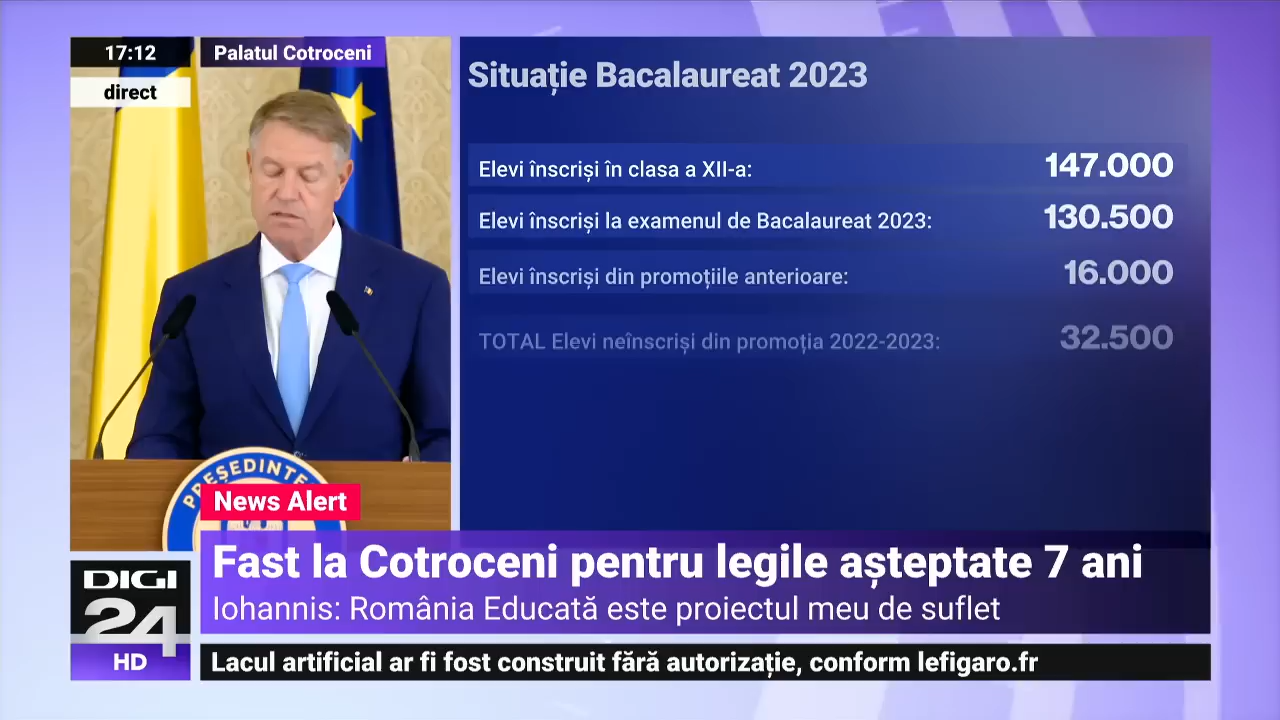 17:12
Palatul Cotroceni
direct
Situație Bacalaureat 2023
Elevi înscriși în clasa a XII-a: 147.000
Elevi înscriși la examenul de Bacalaureat 2023: 130.500
Elevi înscriși din promoțiile anterioare: 16.000
TOTAL Elevi neînscriși din promoția 2022-2023: 32.500
PREȘEDINTE
News Alert
Fast la Cotroceni pentru legile așteptate 7 ani
Iohannis: România Educată este proiectul meu de suflet
DIGI
24
HD
Lacul artificial ar fi fost construit fără autorizație, conform lefigaro.fr